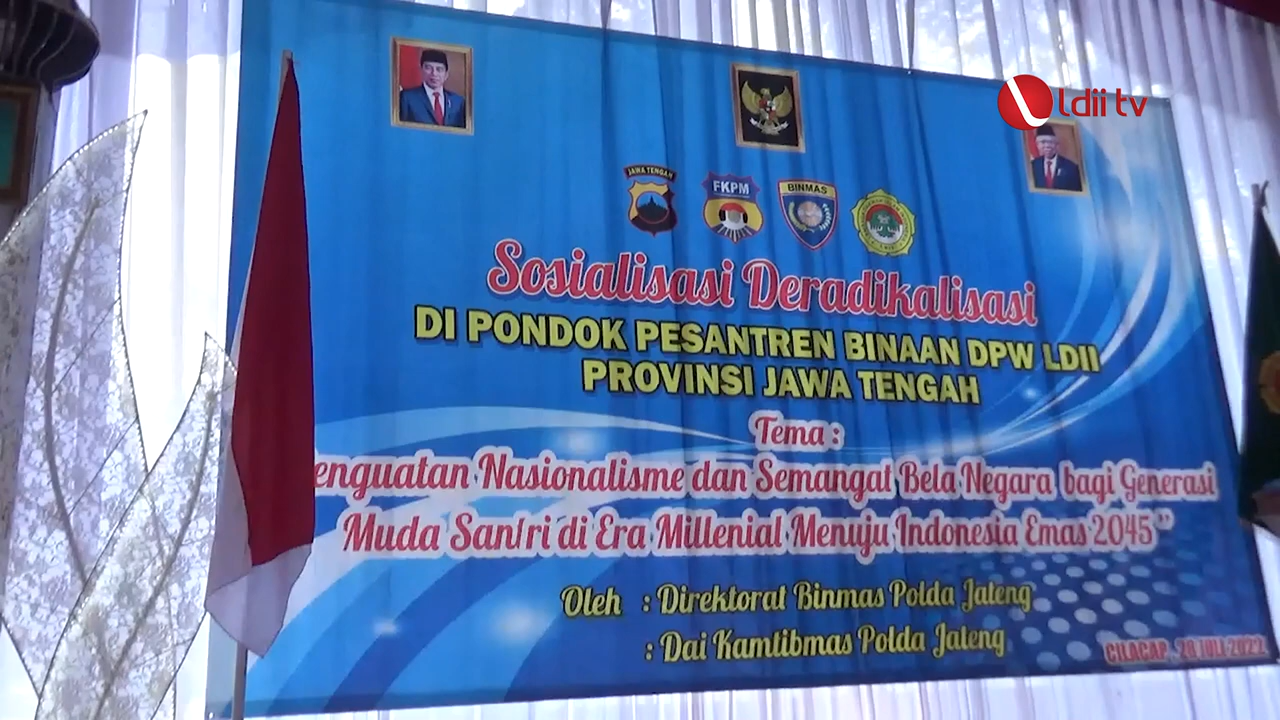 ldii tv
JAWA TENGAH
FKPM
BINMAS
Sosialisasi Deradikalisasi
DI PONDOK PESANTREN BINAAN DPW LDII
PROVINSI JAWA TENGAH
Tema :
enguatan Nasionalisme dan Semangat Bela Negara bagi Generasi
Muda Santri di Era Millenial Menuju Indonesia Emas 2045"
Oleh : Direktorat Binmas Polda Jateng
: Dai Kamtibmas Polda Jateng
CILACAP, 28 JULI 2022